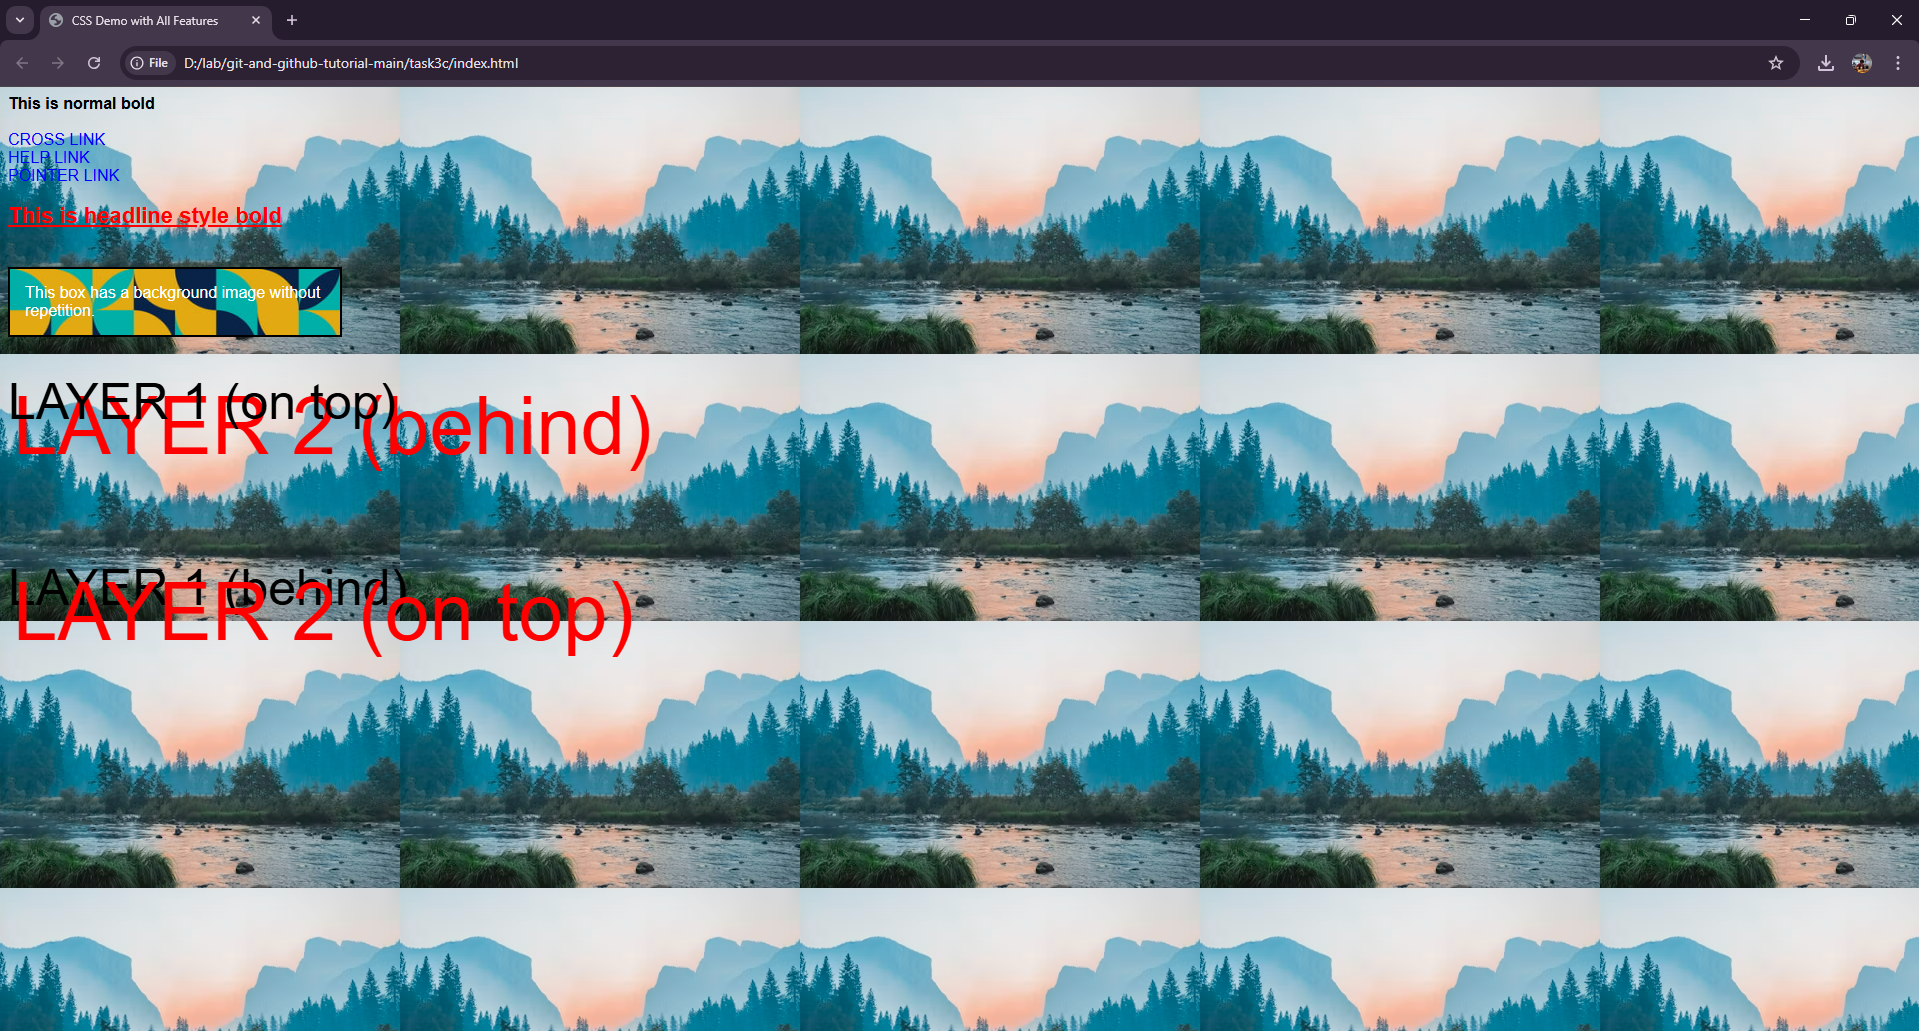 CSS Demo with All Features
File
D:/lab/git-and-github-tutorial-main/task3c/index.html
This is normal bold
CROSS LINK
HELP LINK
POINTER LINK
This is headline style bold
This box has a background image without
repetition.
LAYER 1 (on top)
LAYER 2 (behind)
LAYER 1 (behind)
LAYER 2 (on top)